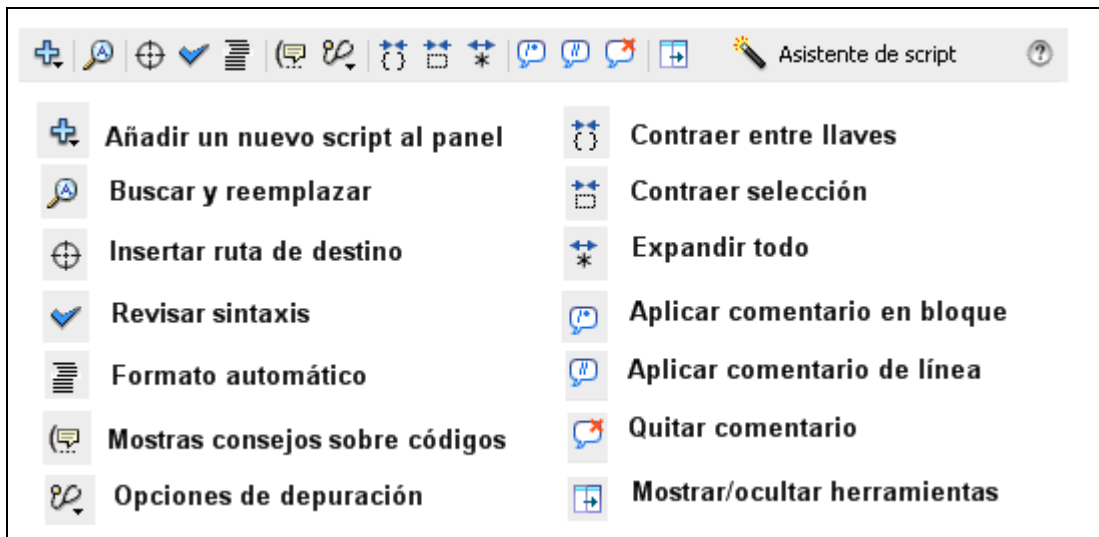 Asistente de script
Añadir un nuevo script al panel
Buscar y reemplazar
Insertar ruta de destino
Revisar sintaxis
Formato automático
Mostras consejos sobre códigos
Opciones de depuración
Contraer entre llaves
Contraer selección
Expandir todo
Aplicar comentario en bloque
Aplicar comentario de línea
Quitar comentario
Mostrar/ocultar herramientas